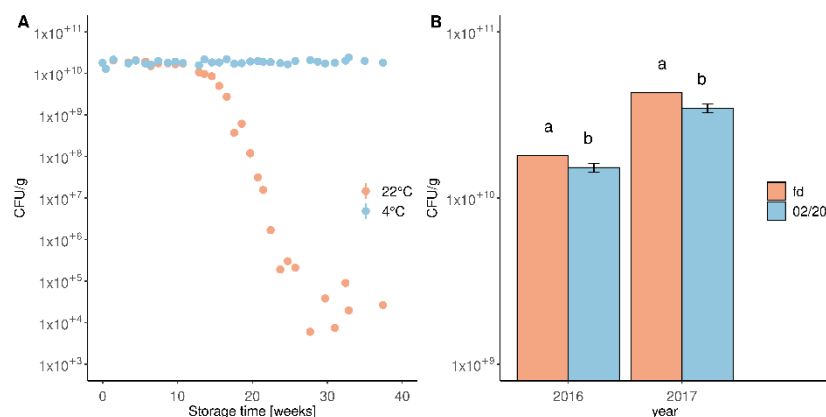 A
1x10+11
1x10+10
1x10+9
1x10+8
1x10+7
1x10+6
1x10+5
1x10+4
1x10+3
CFU/g
0
10
20
30
40
Storage time [weeks]
22°C
4°C
B
1x10+11
1x10+10
1x10+9
CFU/g
a
b
a
b
2016
2017
year
fd
02/20